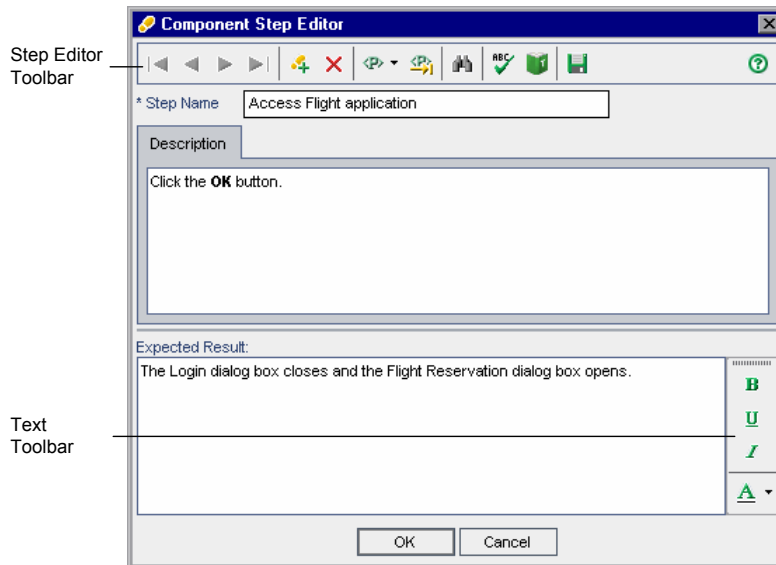 Component Step Editor
Step Editor
Toolbar
<P>
<P>
ABC
* Step Name Access Flight application
Description
Click the OK button.
Expected Result:
The Login dialog box closes and the Flight Reservation dialog box opens.
B
U
I
A
Text
Toolbar
OK Cancel